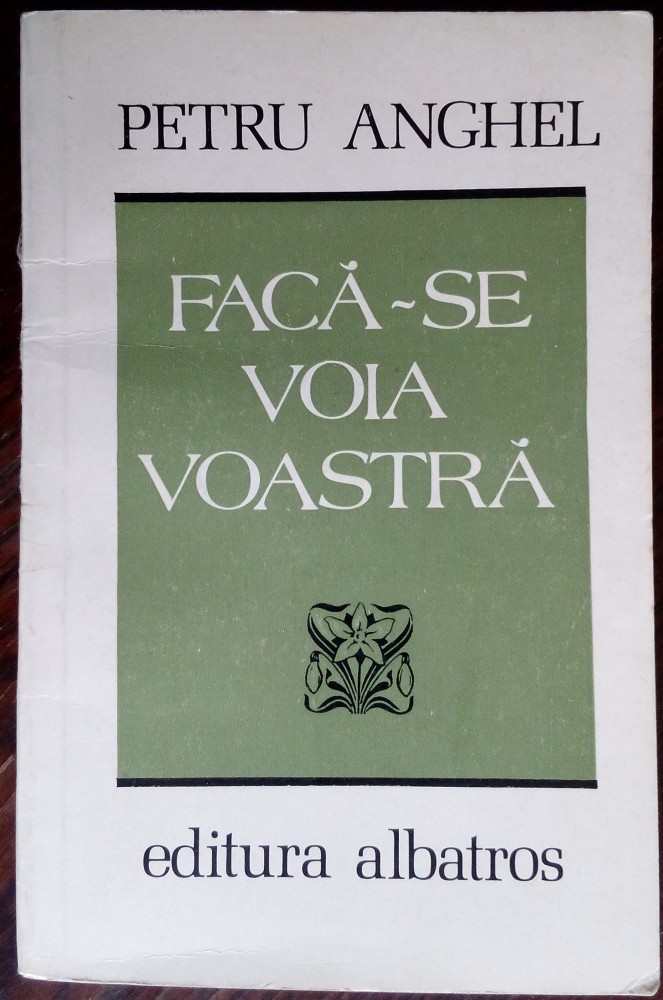 PETRU ANGHEL
FACĂ-SE
VOIA
VOASTRĂ
editura albatros